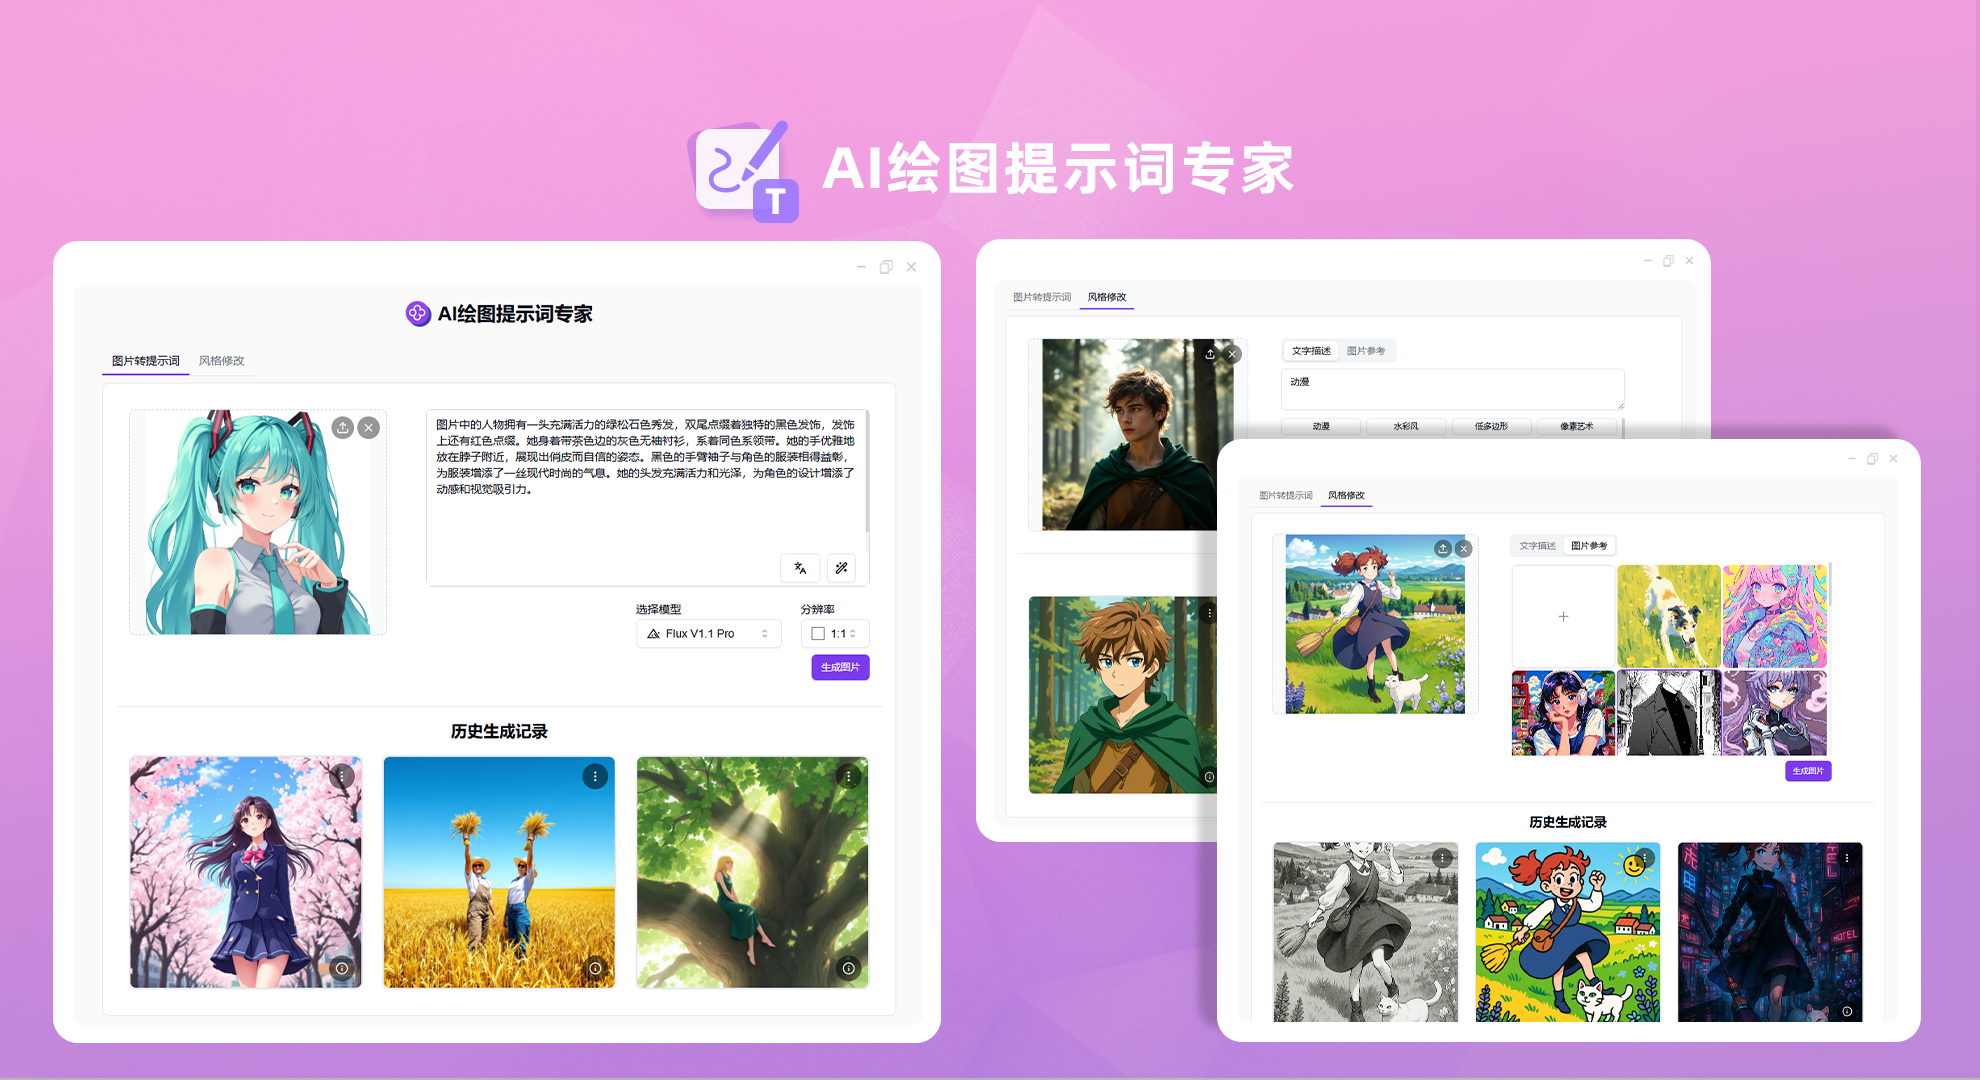 AI绘图提示词专家
T
AI绘图提示词专家
图片转提示词 风格修改
图片中的人物拥有一头充满活力的绿松石色秀发，双尾点缀着独特的黑色发饰，发饰
上还有红色点缀。她身着带茶色边的灰色无袖衬衫，系着同色系领带。她的手优雅地
放在脖子附近，展现出俏皮而自信的姿态。黑色的手臂袖子与角色的服装相得益彰，
为服装增添了一丝现代时尚的气息。她的头发充满活力和光泽，为角色的设计增添了
动感和视觉吸引力。
选择模型 分辨率
Flux V1.1 Pro 1:1
生成图片
历史生成记录
图片转提示词 风格修改
文字描述 图片参考
动漫
动漫 水彩风 低多边形 像素艺术
图片转提示词 风格修改
文字描述 图片参考
生成图片
历史生成记录
HOTEL